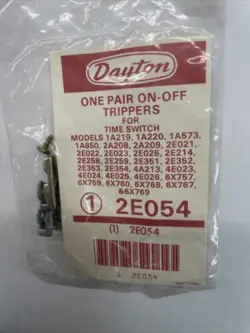 Dayton
ONE PAIR ON-OFF
TRIPPERS
FOR
TIME SWITCH
MODELS 1A219, 1A220, 1A573,
1A850, 2A208, 2A209, 2E021,
2E022, 2E023, 2E025, 2E214,
2E258, 2E259, 2E351, 2E352,
2E353, 2E354, 4A213, 4E023,
4E024, 4E025, 4E026, 6X757,
6X759, 6X760, 6X768, 6X767,
&6X769
1 2E054
(1) 2E054
1 2E054